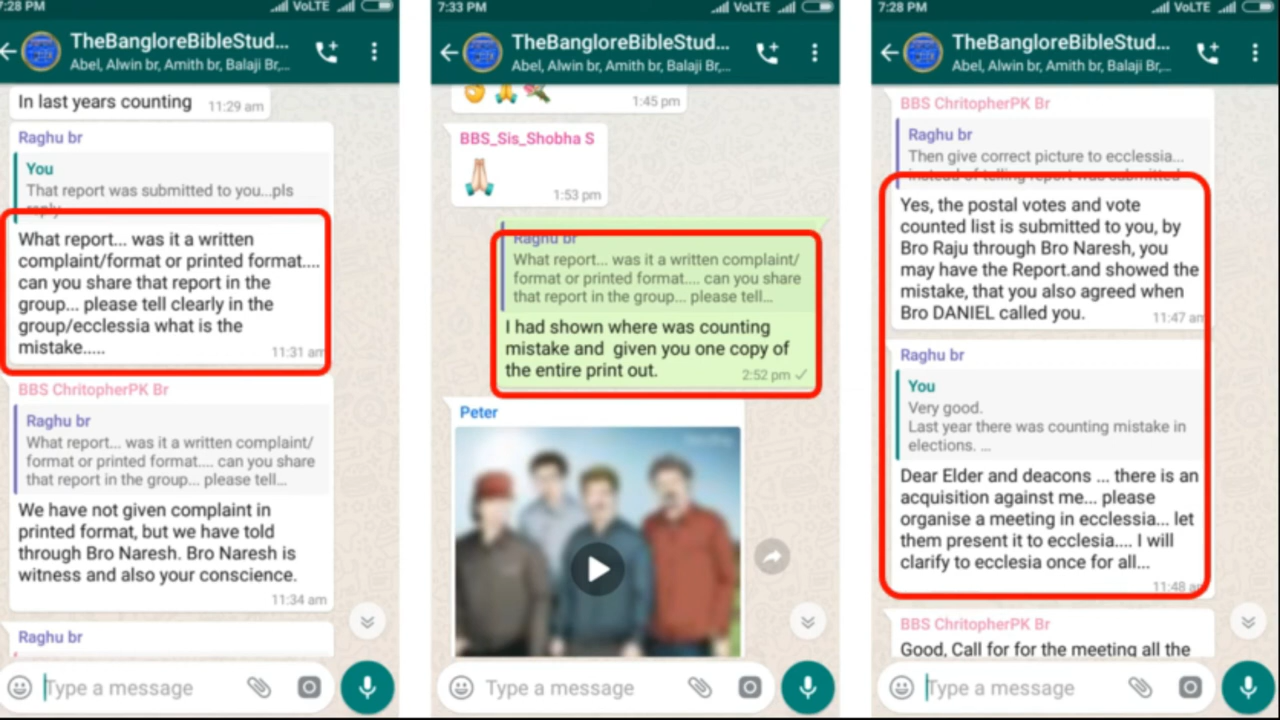 7:28 PM
VoLTE
TheBangloreBibleStud...
Abel, Alwin br, Amith br, Balaji Br,...
In last years counting
11:29 am
Raghu br
You
That report was submitted to you...pls
reply
What report... was it a written
complaint/format or printed format....
can you share that report in the
group... please tell clearly in the
group/ecclessia what is the
mistake.....
11:31 am
BBS ChritopherPK Br
Raghu br
What report... was it a written complaint/
format or printed format.... can you share
that report in the group... please tell...
We have not given complaint in
printed format, but we have told
through Bro Naresh. Bro Naresh is
witness and also your conscience.
11:34 am
Raghu br
Type a message
7:33 PM
VoLTE
TheBangloreBibleStud...
Abel, Alwin br, Amith br, Balaji Br,...
👌🙏🌹
1:45 pm
BBS_Sis_Shobha S
🙏🏻
1:53 pm
Raghu br
What report... was it a written complaint/
format or printed format.... can you share
that report in the group... please tell...
I had shown where was counting
mistake and given you one copy of
the entire print out.
2:52 pm ✓
Peter
Type a message
7:28 PM
VoLTE
TheBangloreBibleStud...
Abel, Alwin br, Amith br, Balaji Br,...
BBS ChritopherPK Br
Raghu br
Then give correct picture to ecclessia...
instead of telling report was submitted
Yes, the postal votes and vote
counted list is submitted to you, by
Bro Raju through Bro Naresh, you
may have the Report.and showed the
mistake, that you also agreed when
Bro DANIEL called you.
11:47 am
Raghu br
You
Very good.
Last year there was counting mistake in
elections. ...
Dear Elder and deacons ... there is an
acquisition against me... please
organise a meeting in ecclessia... let
them present it to ecclesia.... I will
clarify to ecclesia once for all...
11:48 am
BBS ChritopherPK Br
Good, Call for for the meeting all the
Type a message